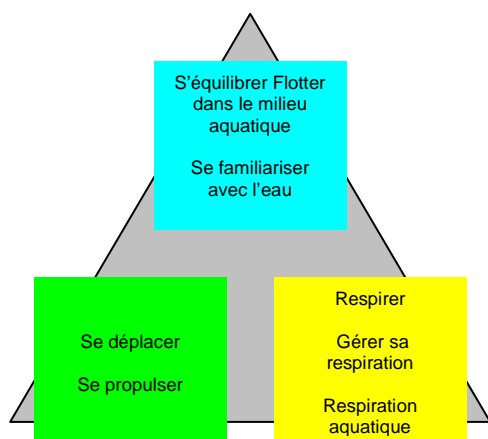 S’équilibrer Flotter
dans le milieu
aquatique
Se familiariser
avec l’eau
Se déplacer
Se propulser
Respirer
Gérer sa
respiration
Respiration
aquatique